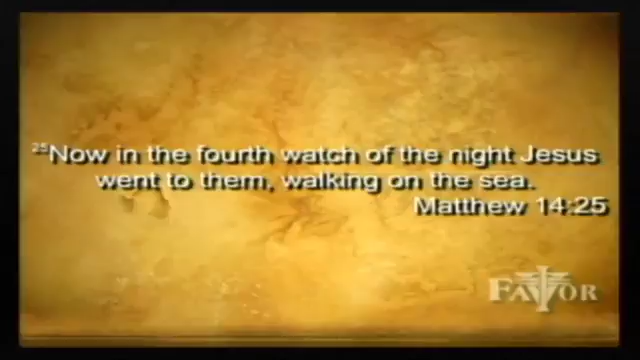 25Now in the fourth watch of the night Jesus
went to them, walking on the sea.
Matthew 14:25
FAVOR